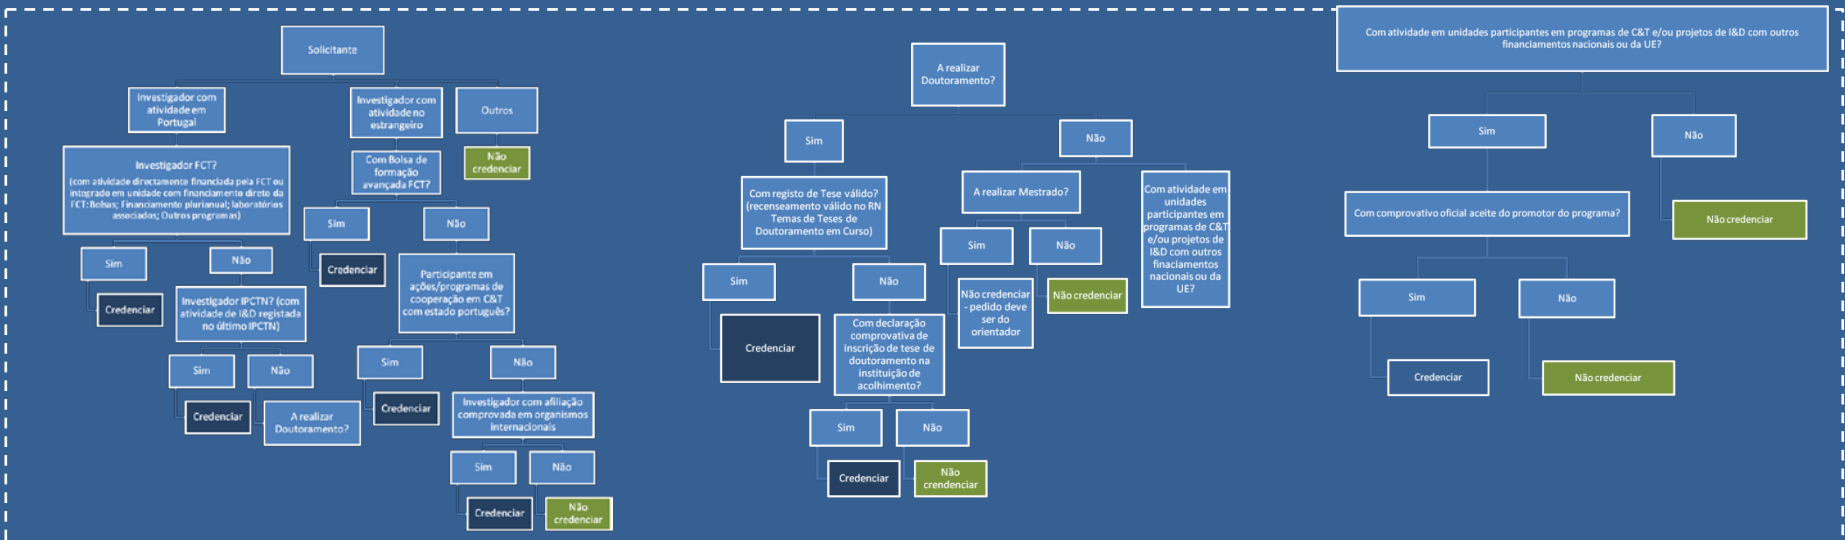 Solicitante
Investigador com
atividade em
Portugal
Investigador com
atividade no
estrangeiro
Outros
Investigador FCT?
(com atividade directamente financiada pela FCT ou
integrado em unidade com financiamento direto da
FCT: Bolsas; Financiamento plurianual; laboratórios
associados; Outros programas)
Com Bolsa de
formação
avançada FCT?
Não
credenciar
Sim
Não
Sim
Não
Credenciar
Investigador IPCTN? (com
atividade de I&D registada
no último IPCTN)
Credenciar
Participante em
ações/programas de
cooperação em C&T
com estado português?
Sim
Não
Sim
Não
Credenciar
A realizar
Doutoramento?
Credenciar
Investigador com afiliação
comprovada em organismos
internacionais
Sim
Não
Credenciar
Não
credenciar
A realizar
Doutoramento?
Sim
Não
Com registo de Tese válido?
(recenseamento válido no RN
Temas de Teses de
Doutoramento em Curso)
A realizar Mestrado?
Com atividade em
unidades
participantes em
programas de C&T
e/ou projetos de
I&D com outros
finaciamentos
nacionais ou da
UE?
Sim
Não
Sim
Não
Credenciar
Com declaração
comprovativa de
inscrição de tese de
doutoramento na
instituição de
acolhimento?
Não credenciar
- pedido deve
ser do
orientador
Não credenciar
Sim
Não
Credenciar
Não
crendenciar
Com atividade em unidades participantes em programas de C&T e/ou projetos de I&D com outros
financiamentos nacionais ou da UE?
Sim
Não
Com comprovativo oficial aceite do promotor do programa?
Não credenciar
Sim
Não
Credenciar
Não credenciar